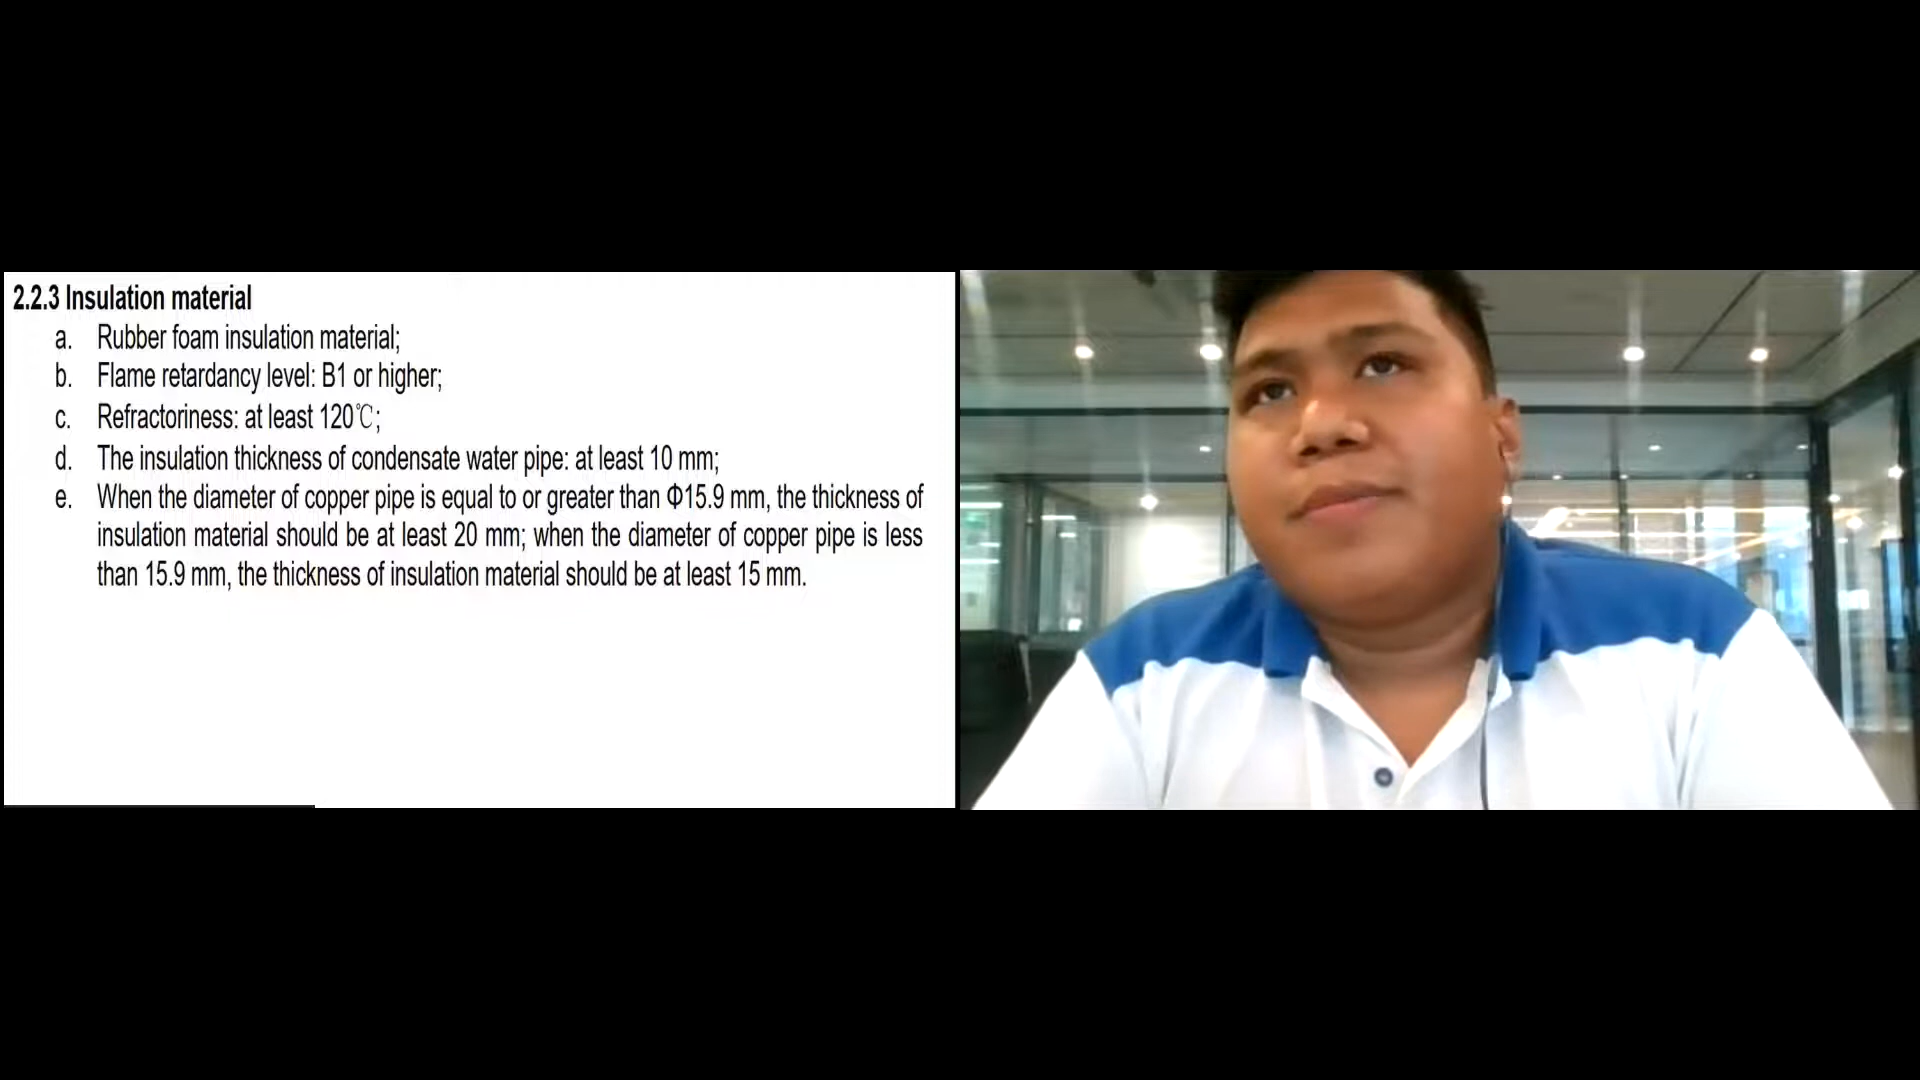 2.2.3 Insulation material
a. Rubber foam insulation material;
b. Flame retardancy level: B1 or higher;
c. Refractoriness: at least 120℃;
d. The insulation thickness of condensate water pipe: at least 10 mm;
e. When the diameter of copper pipe is equal to or greater than Φ15.9 mm, the thickness of
insulation material should be at least 20 mm; when the diameter of copper pipe is less
than 15.9 mm, the thickness of insulation material should be at least 15 mm.